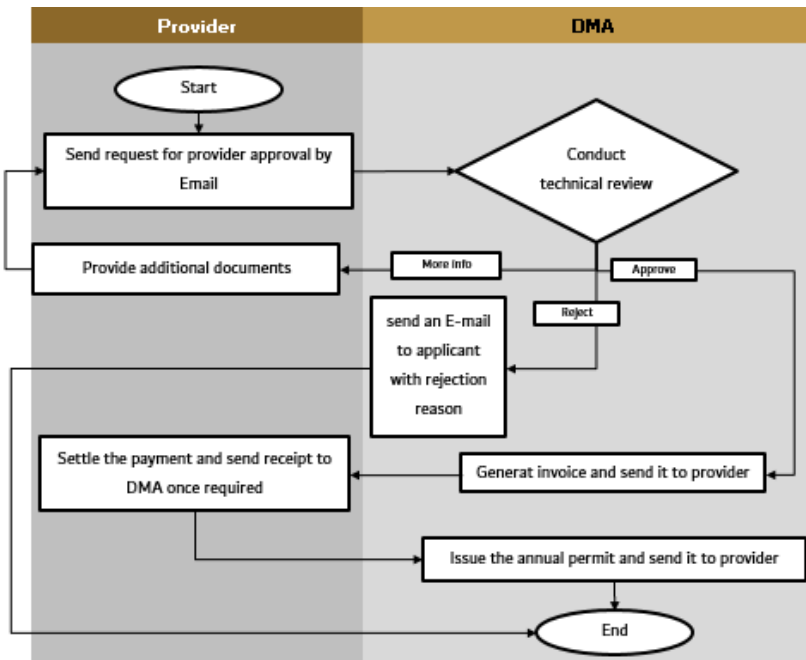 Provider
DMA
Start
Send request for provider approval by
Email
Conduct
technical review
Provide additional documents
More Info
Approve
Reject
send an E-mail
to applicant
with rejection
reason
Settle the payment and send receipt to
DMA once required
Generat invoice and send it to provider
Issue the annual permit and send it to provider
End